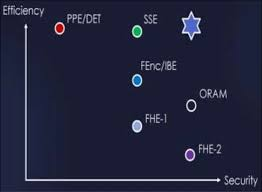 Efficiency
PPE/DET
SSE
FEnc/IBE
ORAM
FHE-1
FHE-2
Security